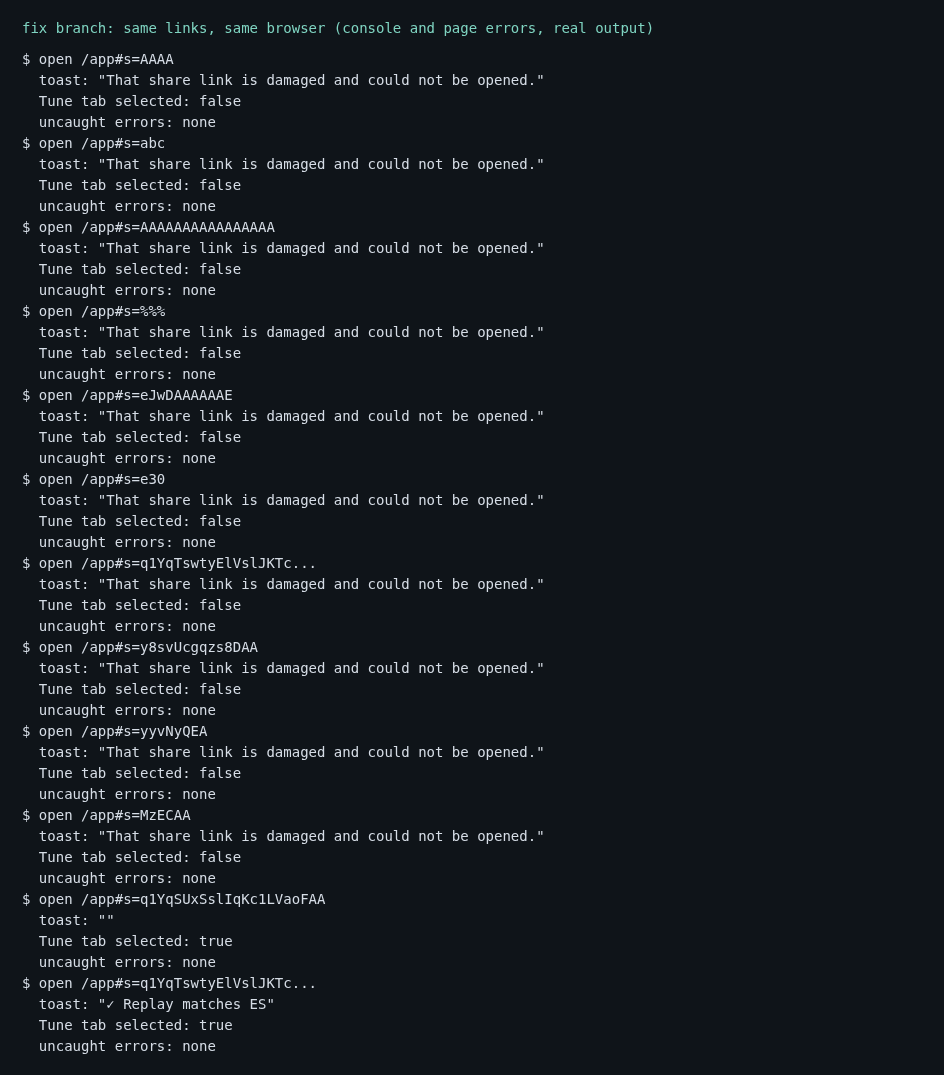 fix branch: same links, same browser (console and page errors, real output)
$ open /app#s=AAAA
toast: "That share link is damaged and could not be opened."
Tune tab selected: false
uncaught errors: none
$ open /app#s=abc
toast: "That share link is damaged and could not be opened."
Tune tab selected: false
uncaught errors: none
$ open /app#s=AAAAAAAAAAAAAAAA
toast: "That share link is damaged and could not be opened."
Tune tab selected: false
uncaught errors: none
$ open /app#s=%%%
toast: "That share link is damaged and could not be opened."
Tune tab selected: false
uncaught errors: none
$ open /app#s=eJwDAAAAAAE
toast: "That share link is damaged and could not be opened."
Tune tab selected: false
uncaught errors: none
$ open /app#s=e30
toast: "That share link is damaged and could not be opened."
Tune tab selected: false
uncaught errors: none
$ open /app#s=q1YqTswtyElVslJKTc...
toast: "That share link is damaged and could not be opened."
Tune tab selected: false
uncaught errors: none
$ open /app#s=y8svUcgqzs8DAA
toast: "That share link is damaged and could not be opened."
Tune tab selected: false
uncaught errors: none
$ open /app#s=yyvNyQEA
toast: "That share link is damaged and could not be opened."
Tune tab selected: false
uncaught errors: none
$ open /app#s=MzECAA
toast: "That share link is damaged and could not be opened."
Tune tab selected: false
uncaught errors: none
$ open /app#s=q1YqSUxSslIqKc1LVaoFAA
toast: ""
Tune tab selected: true
uncaught errors: none
$ open /app#s=q1YqTswtyElVslJKTc...
toast: "✓ Replay matches ES"
Tune tab selected: true
uncaught errors: none